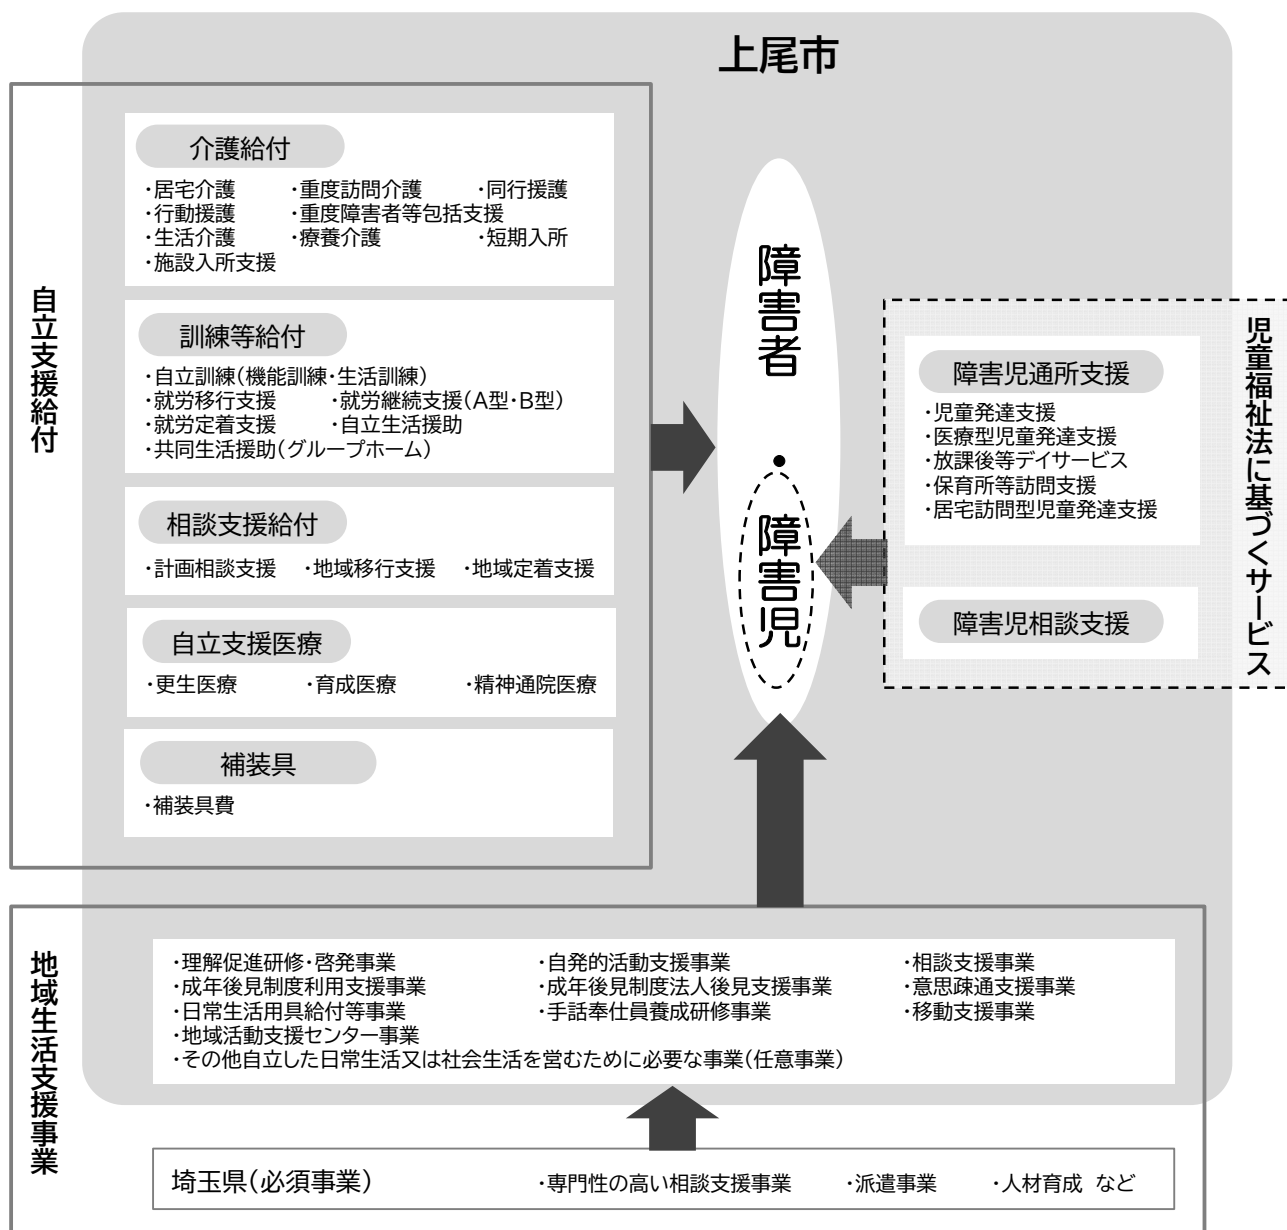 上尾市
自立支援給付
介護給付
・居宅介護 ・重度訪問介護 ・同行援護
・行動援護 ・重度障害者等包括支援
・生活介護 ・療養介護 ・短期入所
・施設入所支援
訓練等給付
・自立訓練(機能訓練・生活訓練)
・就労移行支援 ・就労継続支援(A型・B型)
・就労定着支援 ・自立生活援助
・共同生活援助(グループホーム)
相談支援給付
・計画相談支援 ・地域移行支援 ・地域定着支援
自立支援医療
・更生医療 ・育成医療 ・精神通院医療
補装具
・補装具費
障害者・障害児
児童福祉法に基づくサービス
障害児通所支援
・児童発達支援
・医療型児童発達支援
・放課後等デイサービス
・保育所等訪問支援
・居宅訪問型児童発達支援
障害児相談支援
地域生活支援事業
・理解促進研修・啓発事業 ・自発的活動支援事業 ・相談支援事業
・成年後見制度利用支援事業 ・成年後見制度法人後見支援事業 ・意思疎通支援事業
・日常生活用具給付等事業 ・手話奉仕員養成研修事業 ・移動支援事業
・地域活動支援センター事業
・その他自立した日常生活又は社会生活を営むために必要な事業(任意事業)
埼玉県(必須事業) ・専門性の高い相談支援事業 ・派遣事業 ・人材育成 など